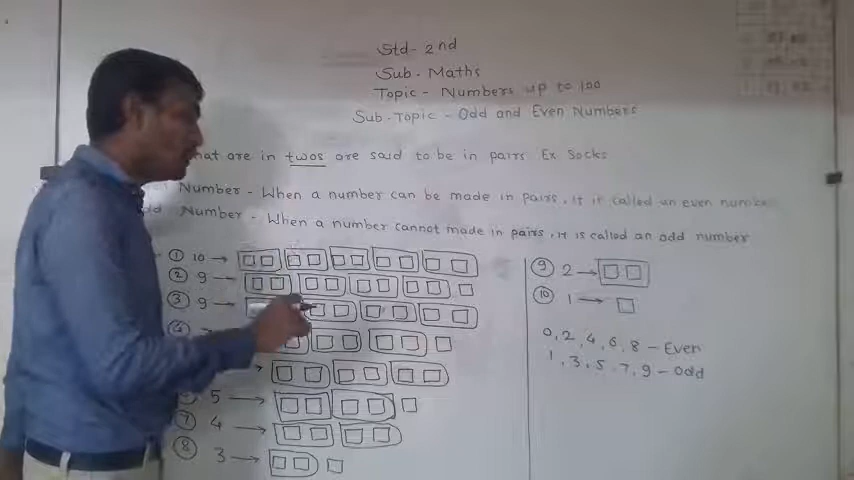 Std- 2nd
Sub- Maths
Topic - Numbers up to 100
Sub-Topic - Odd and Even Numbers
hat are in twos are said to be in pairs Ex Socks
Number - When a number can be made in pairs, It it called an even number
dd Number - When a number cannot made in pairs, it is called an odd number
① 10 →
② 9 →
③ 9 →
④
5 →
⑦ 4 →
⑧ 3 →
⑨ 2 →
⑩ 1 →
0, 2, 4, 6, 8 - Even
1, 3, 5, 7, 9 - Odd